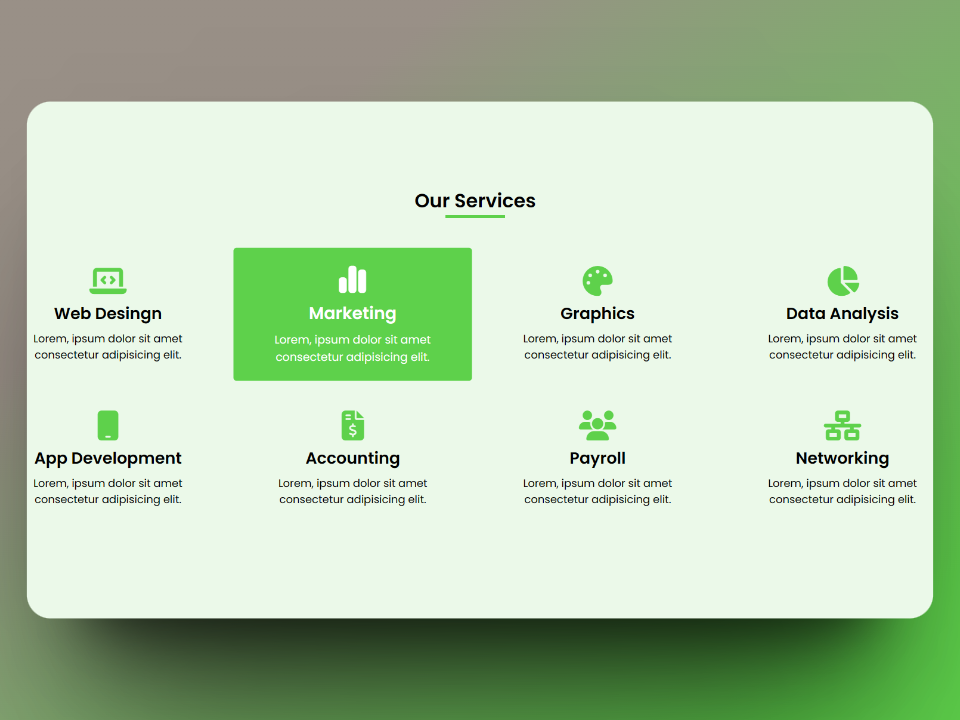 Our Services
Web Desingn
Lorem, ipsum dolor sit amet
consectetur adipisicing elit.
Marketing
Lorem, ipsum dolor sit amet
consectetur adipisicing elit.
Graphics
Lorem, ipsum dolor sit amet
consectetur adipisicing elit.
Data Analysis
Lorem, ipsum dolor sit amet
consectetur adipisicing elit.
App Development
Lorem, ipsum dolor sit amet
consectetur adipisicing elit.
Accounting
Lorem, ipsum dolor sit amet
consectetur adipisicing elit.
Payroll
Lorem, ipsum dolor sit amet
consectetur adipisicing elit.
Networking
Lorem, ipsum dolor sit amet
consectetur adipisicing elit.